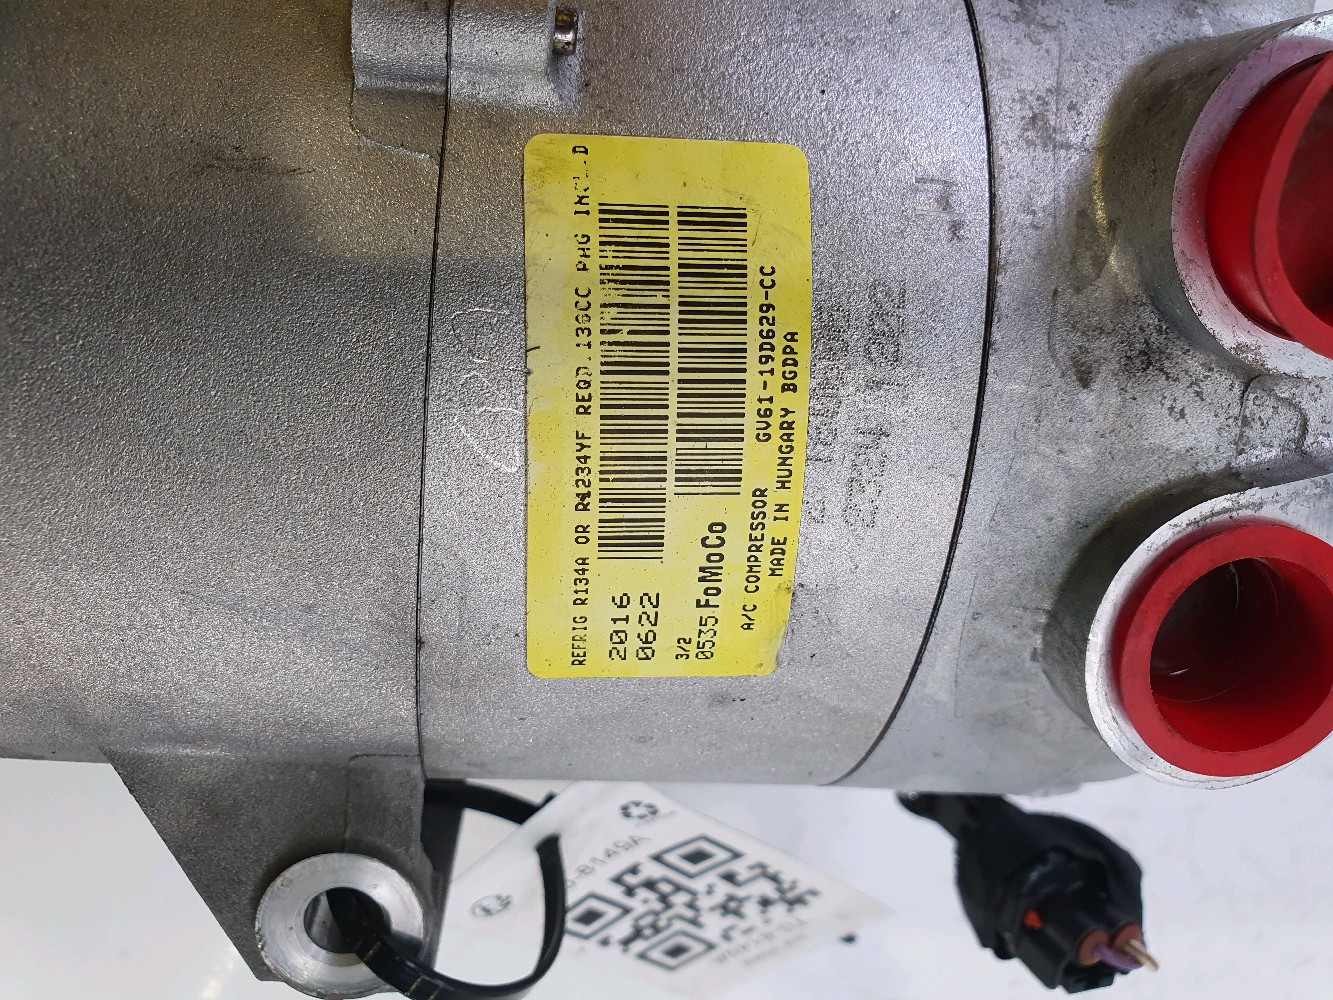 REFRIG R134A OR R1234YF REQD.130CC PAG INCL.D
2016
0622
3/2
0535 FoMoCo
A/C COMPRESSOR GV61-19D629-CC
MADE IN HUNGARY BGDPA